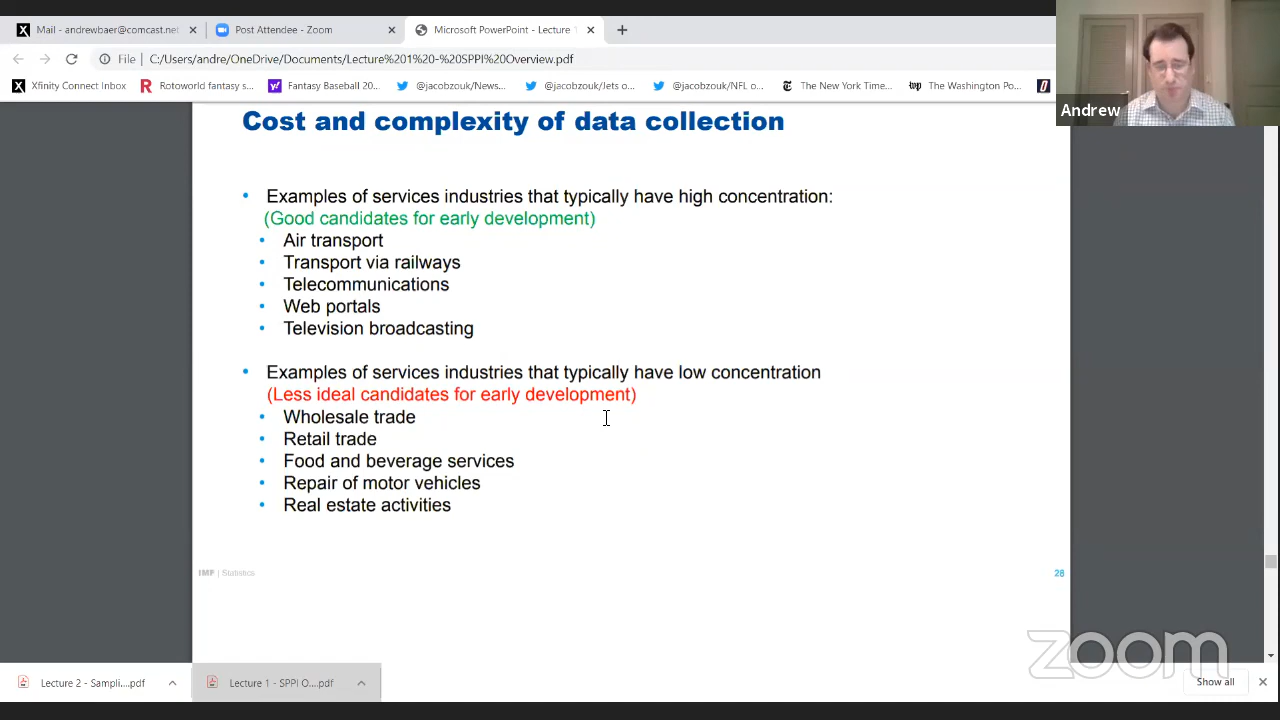 Mail - andrewbaer@comcast.net
Post Attendee - Zoom
Microsoft PowerPoint - Lecture 1
File
C:/Users/andre/OneDrive/Documents/Lecture%201%20-%20SPPI%20Overview.pdf
Xfinity Connect Inbox
Rotoworld fantasy s...
Fantasy Baseball 20...
@jacobzouk/News...
@jacobzouk/Jets o...
@jacobzouk/NFL o...
The New York Time...
The Washington Po...
Andrew
Cost and complexity of data collection
• Examples of services industries that typically have high concentration:
(Good candidates for early development)
• Air transport
• Transport via railways
• Telecommunications
• Web portals
• Television broadcasting
• Examples of services industries that typically have low concentration
(Less ideal candidates for early development)
• Wholesale trade
• Retail trade
• Food and beverage services
• Repair of motor vehicles
• Real estate activities
IMF | Statistics
28
zoom
Lecture 2 - Sampli....pdf
Lecture 1 - SPPI O....pdf
Show all